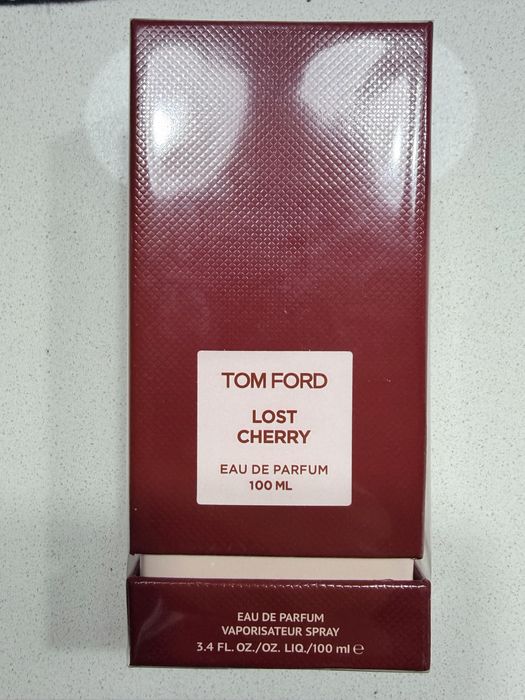 TOM FORD
LOST
CHERRY
EAU DE PARFUM
100 ML
EAU DE PARFUM
VAPORISATEUR SPRAY
3.4 FL. OZ./OZ. LIQ./100 ml ℮